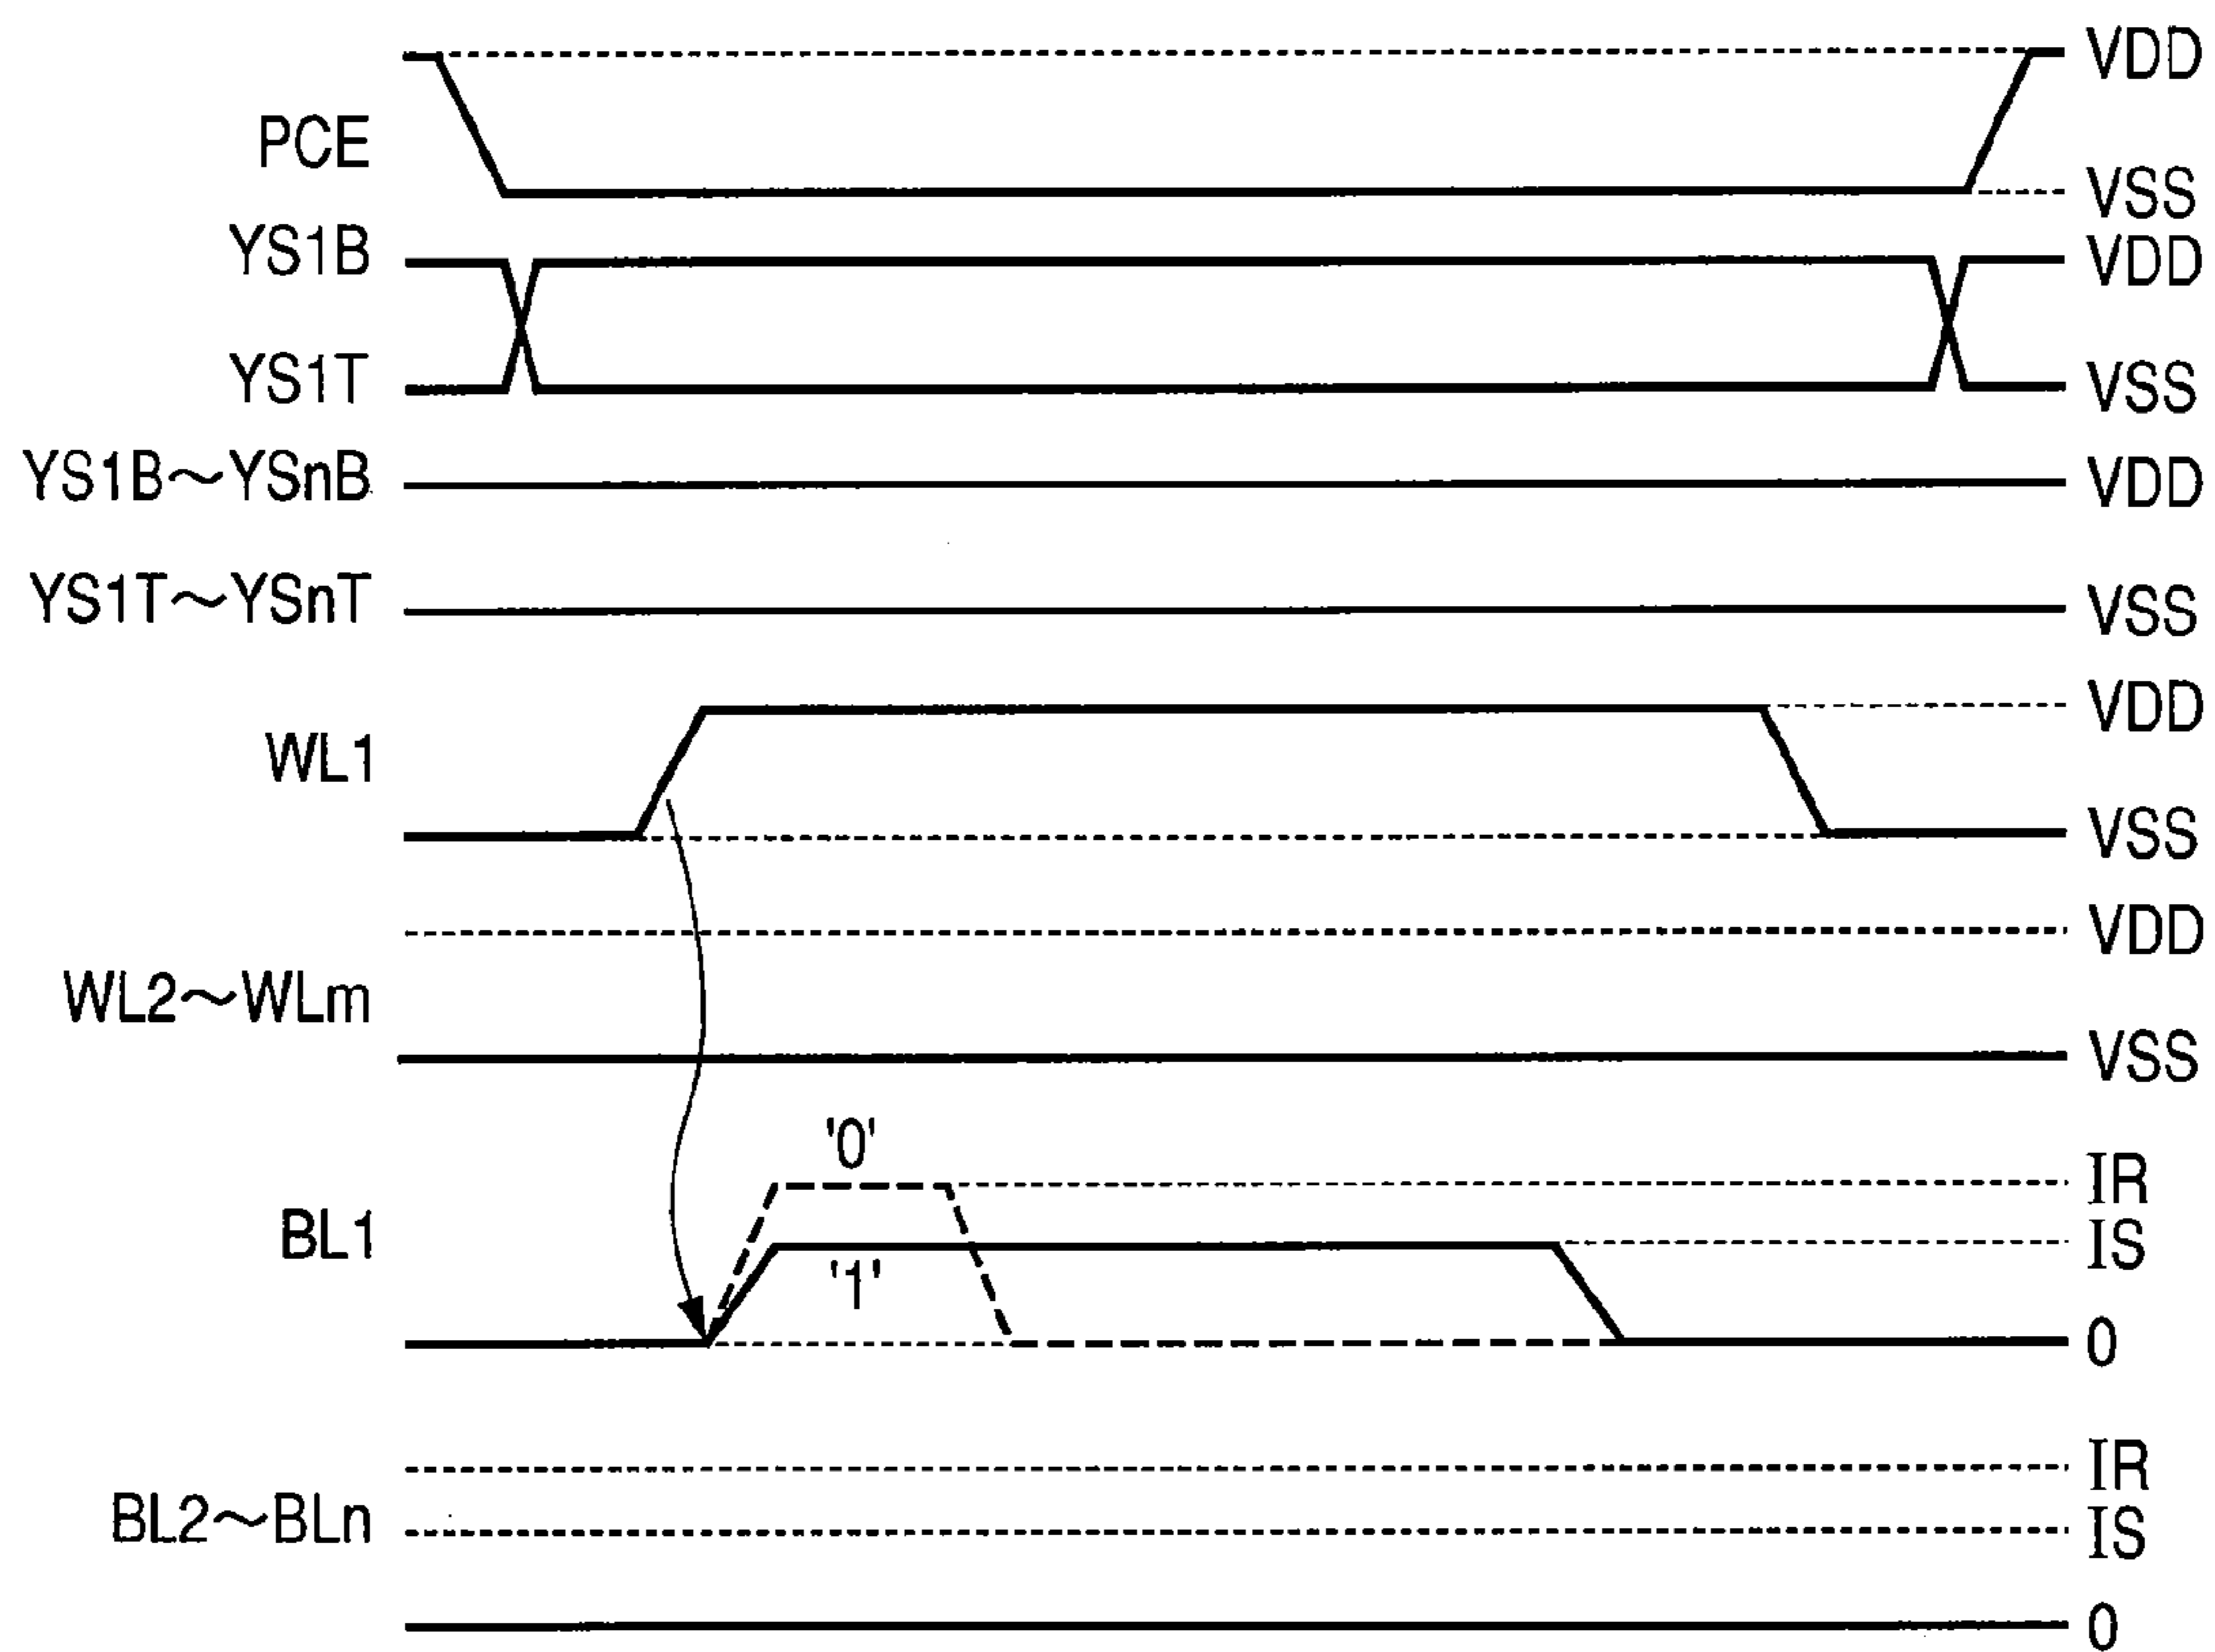 VDD
PCE
VSS
YS1B VDD
YS1T VSS
YS1B～YSnB VDD
YS1T～YSnT VSS
VDD
WL1
VSS
VDD
WL2～WLm
VSS
'0'
IR
BL1 IS
'1'
0
IR
BL2～BLn IS
0